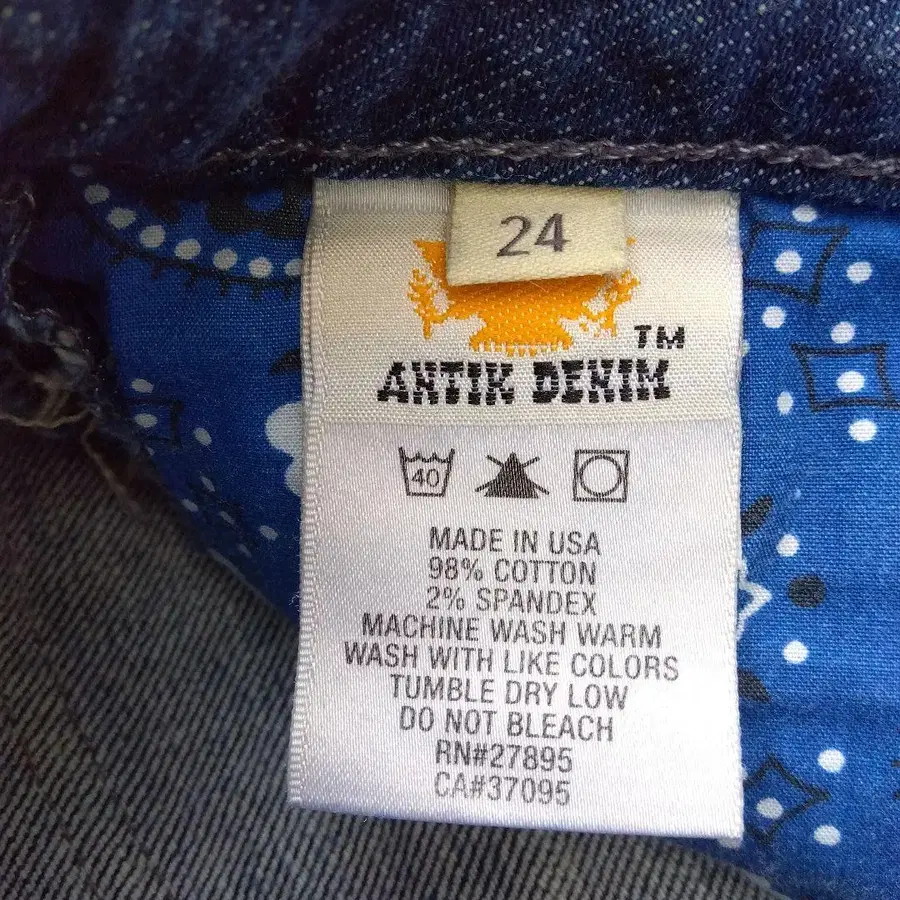 24
TM
ANTIK DENIM
40
MADE IN USA
98% COTTON
2% SPANDEX
MACHINE WASH WARM
WASH WITH LIKE COLORS
TUMBLE DRY LOW
DO NOT BLEACH
RN#27895
CA#37095